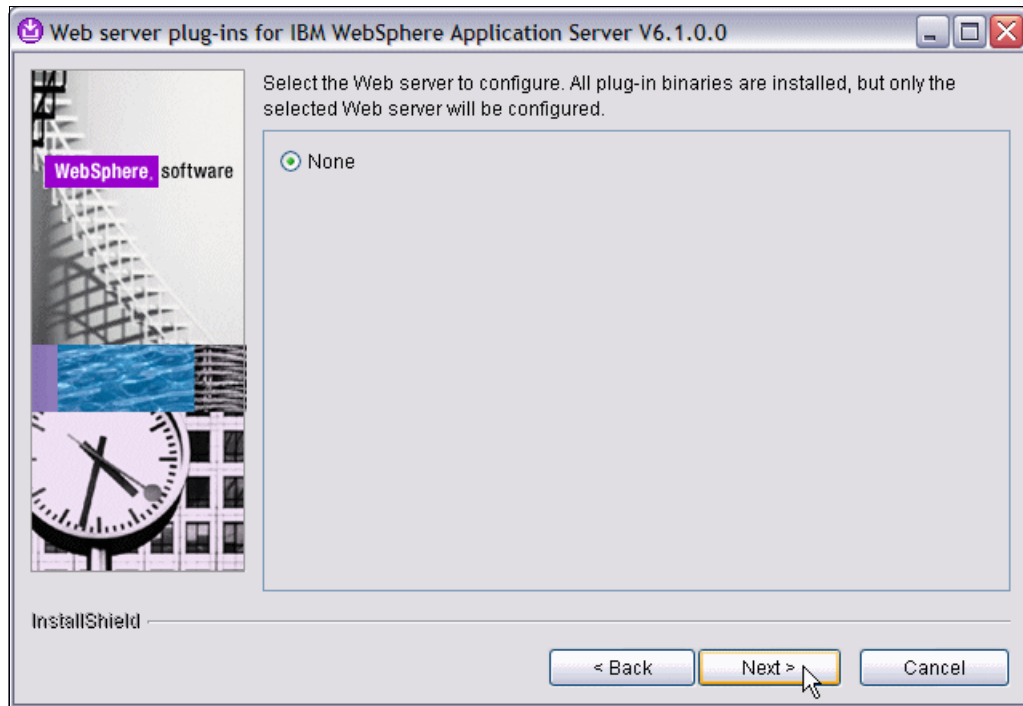 Web server plug-ins for IBM WebSphere Application Server V6.1.0.0
Select the Web server to configure. All plug-in binaries are installed, but only the
selected Web server will be configured.
WebSphere. software
None
InstallShield
< Back
Next >
Cancel